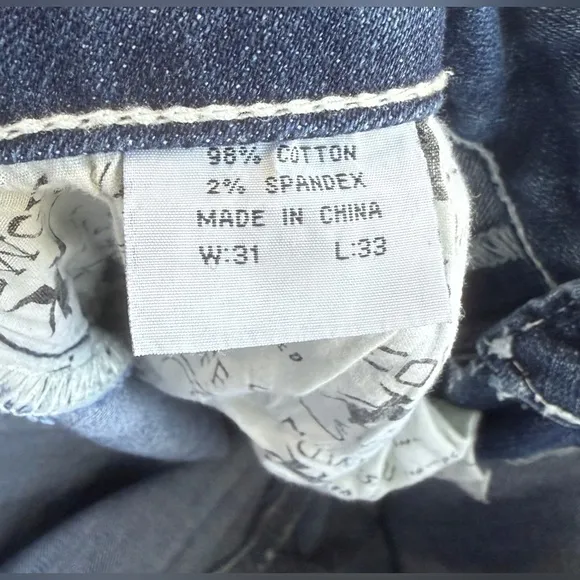 98% COTTON
2% SPANDEX
MADE IN CHINA
W:31 L:33